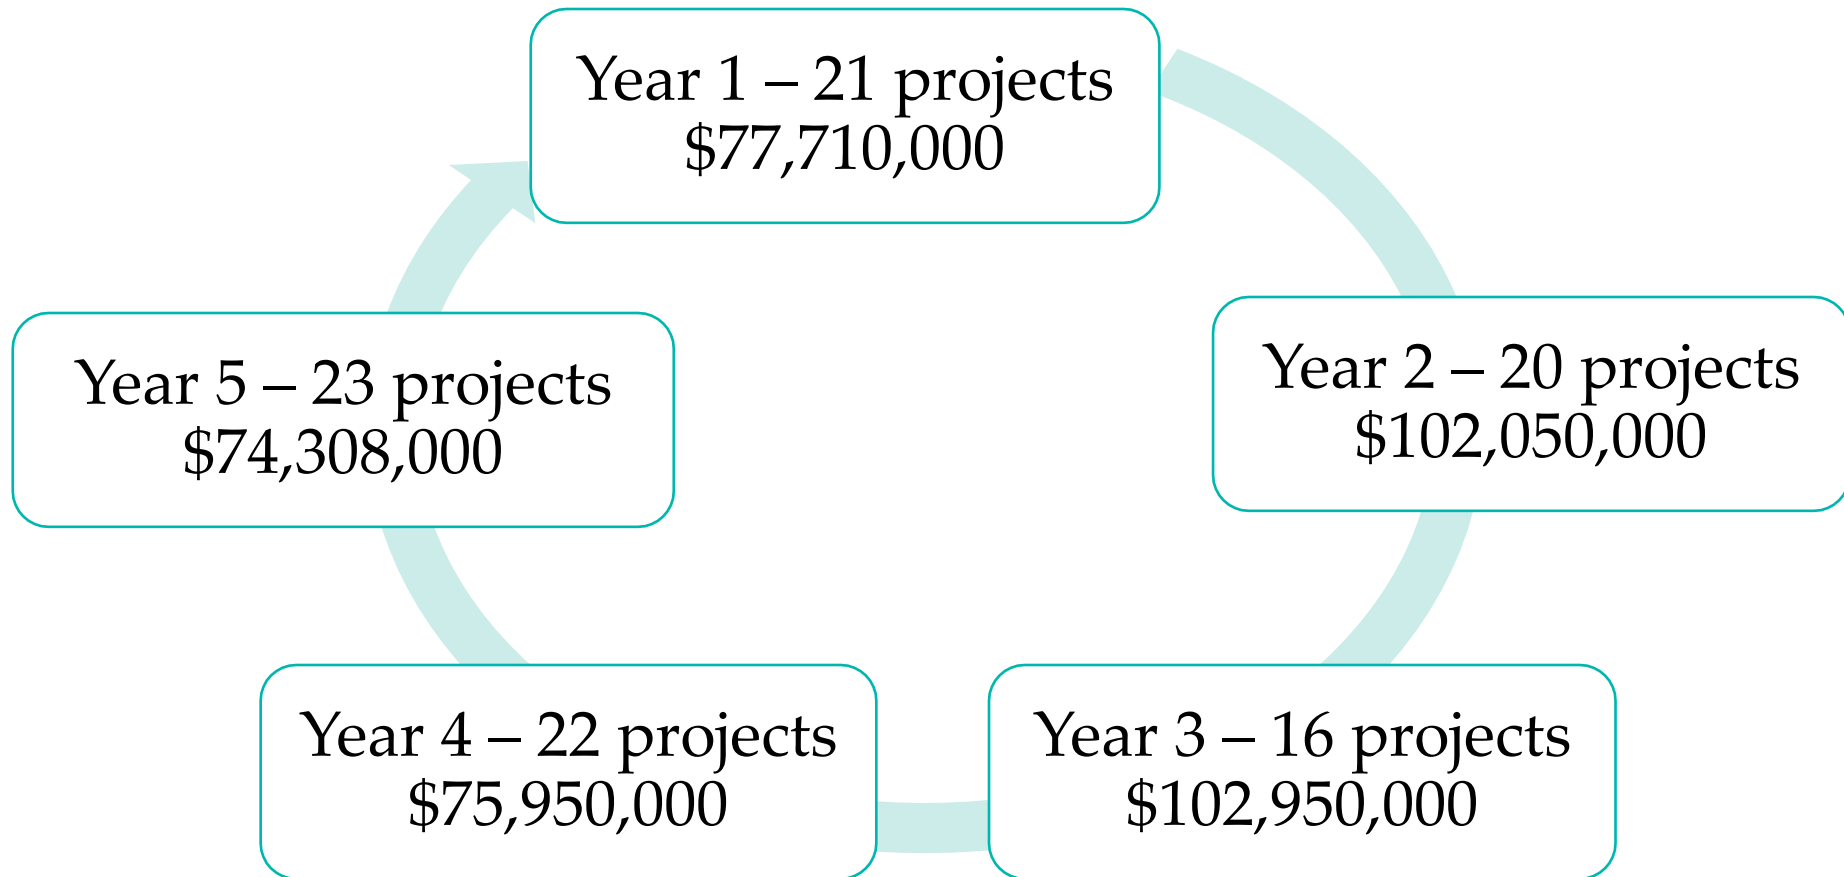 Year 1 – 21 projects
$77,710,000
Year 2 – 20 projects
$102,050,000
Year 3 – 16 projects
$102,950,000
Year 4 – 22 projects
$75,950,000
Year 5 – 23 projects
$74,308,000